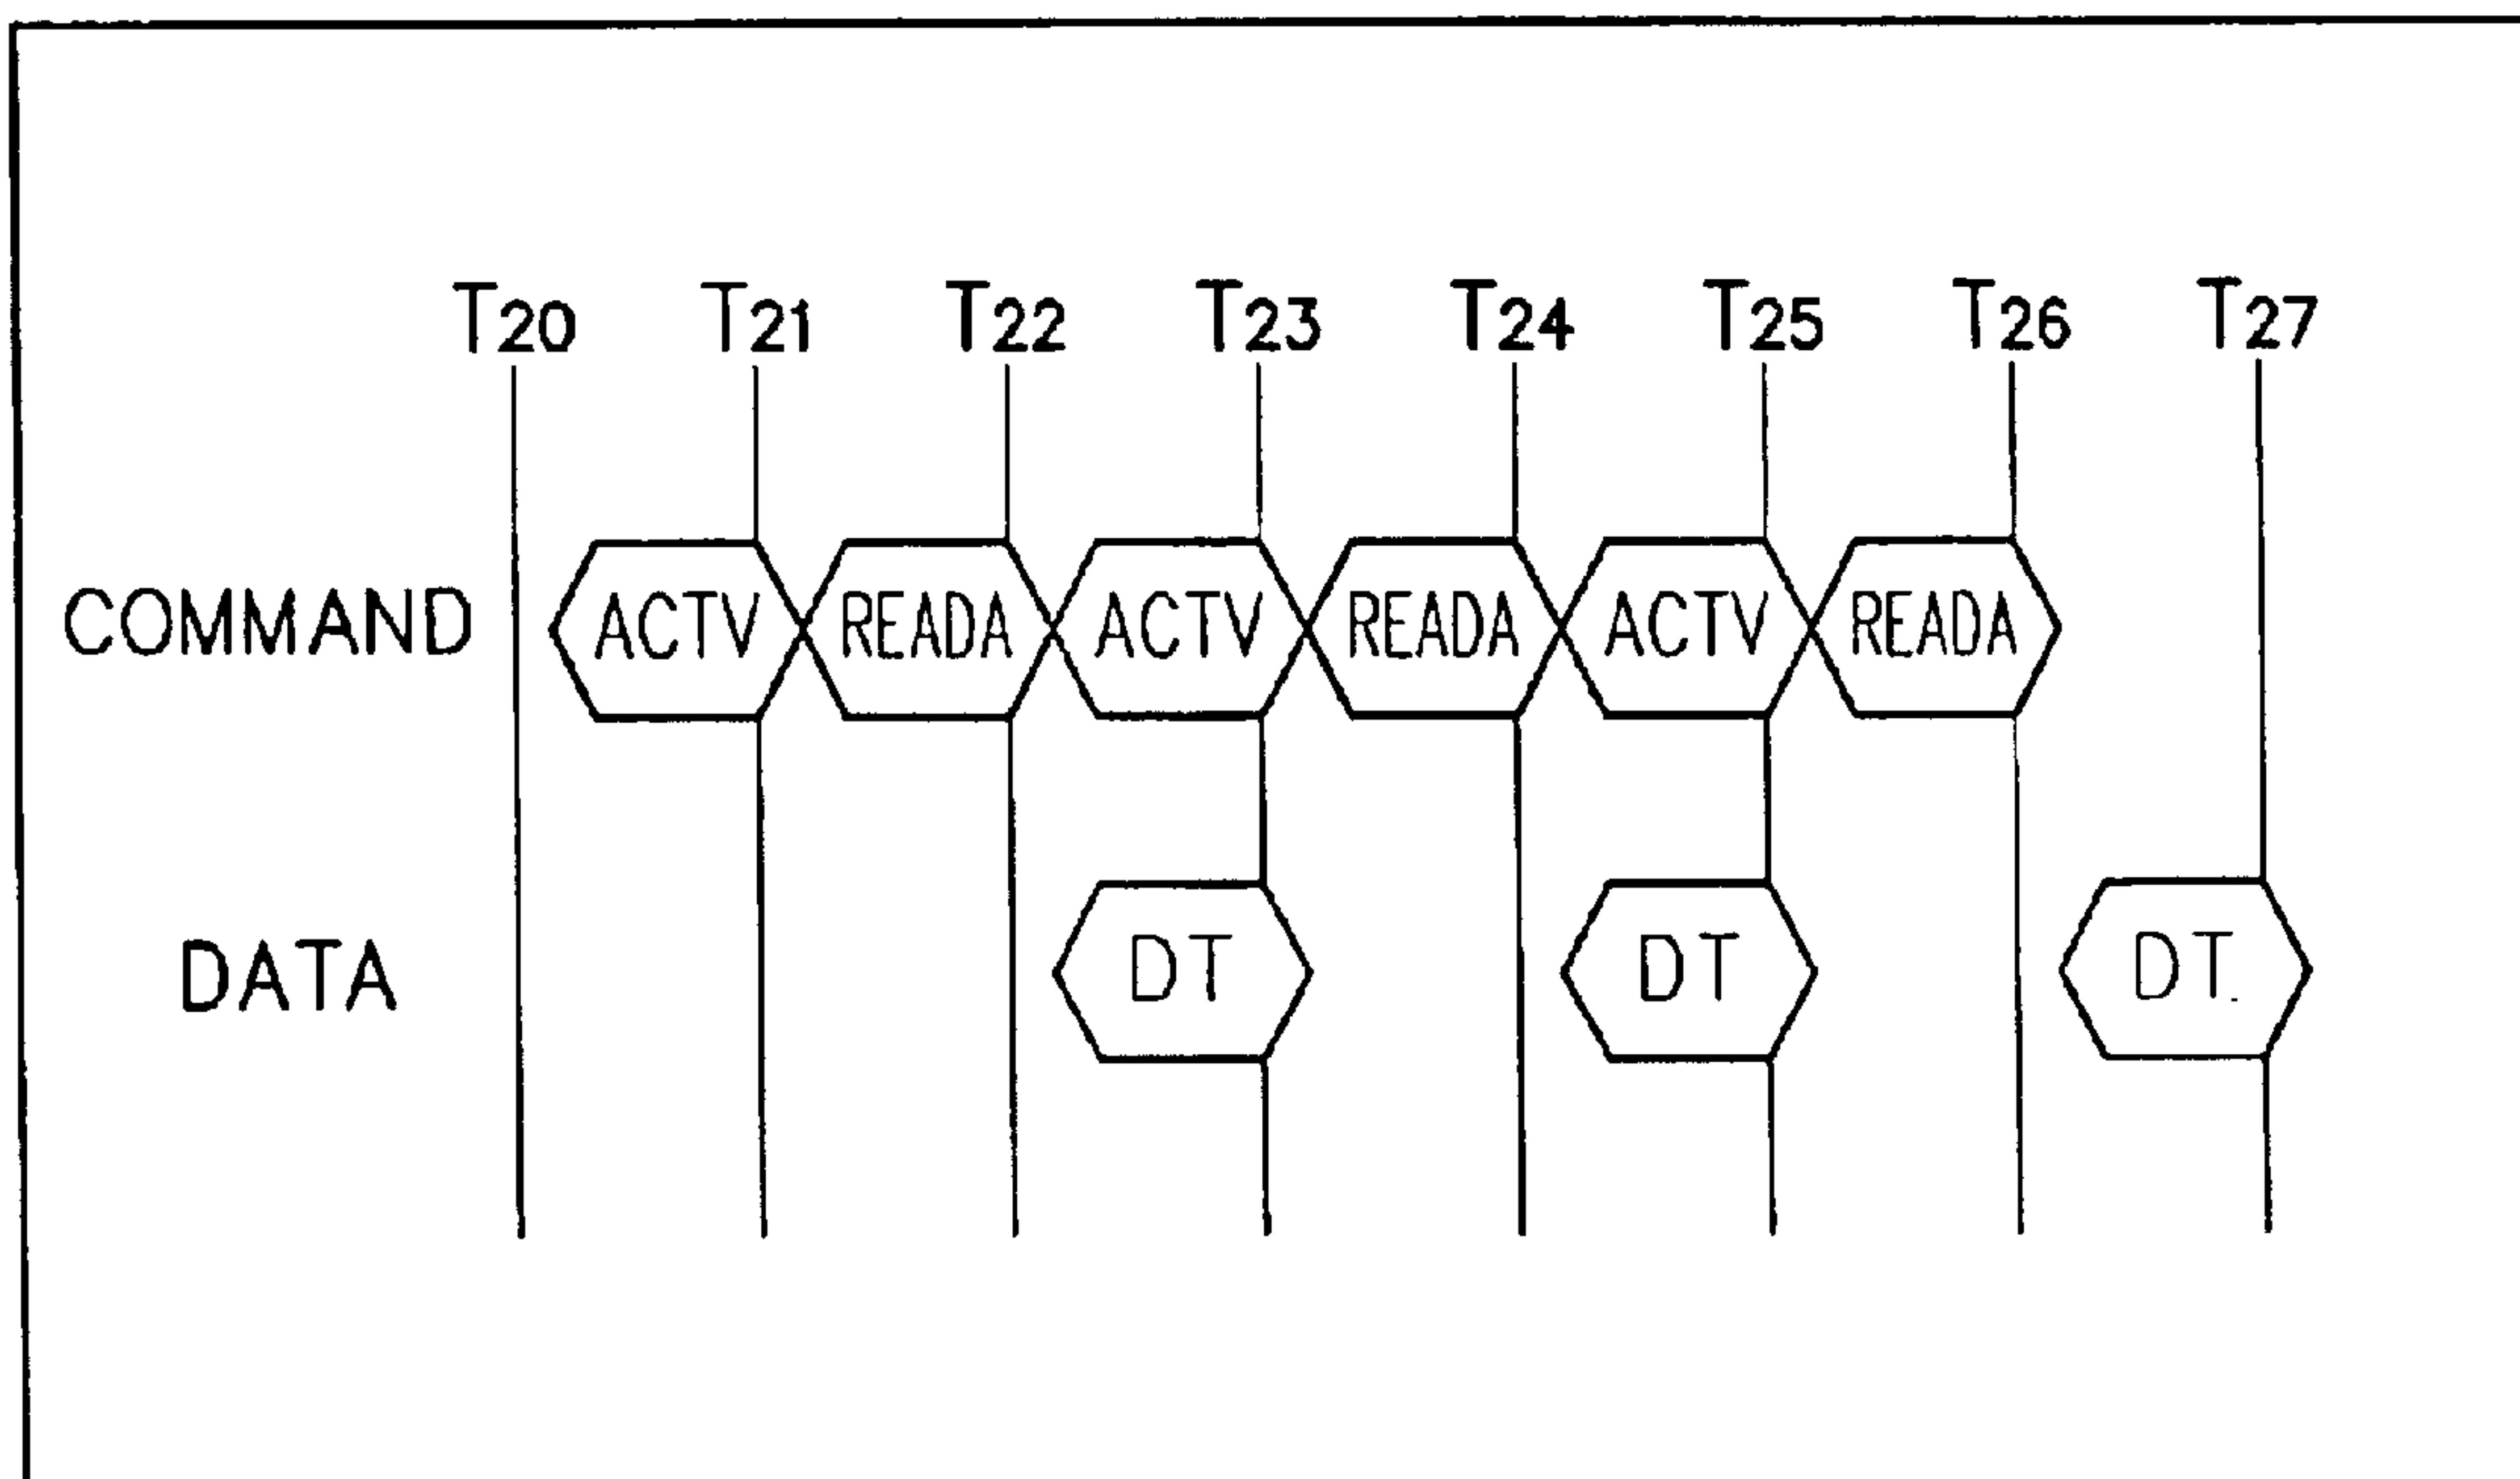 T20 T21 T22 T23 T24 T25 T26 T27
COMMAND ACTV READA ACTV READA ACTV READA
DATA DT DT DT.